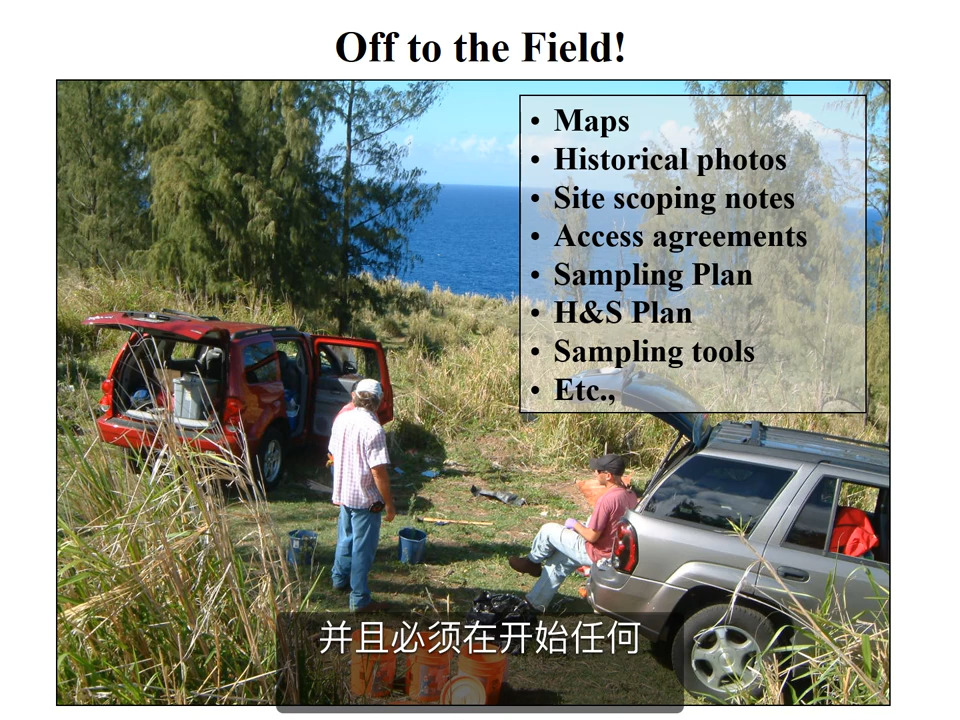 Off to the Field!
• Maps
• Historical photos
• Site scoping notes
• Access agreements
• Sampling Plan
• H&S Plan
• Sampling tools
• Etc.,
并且必须在开始任何